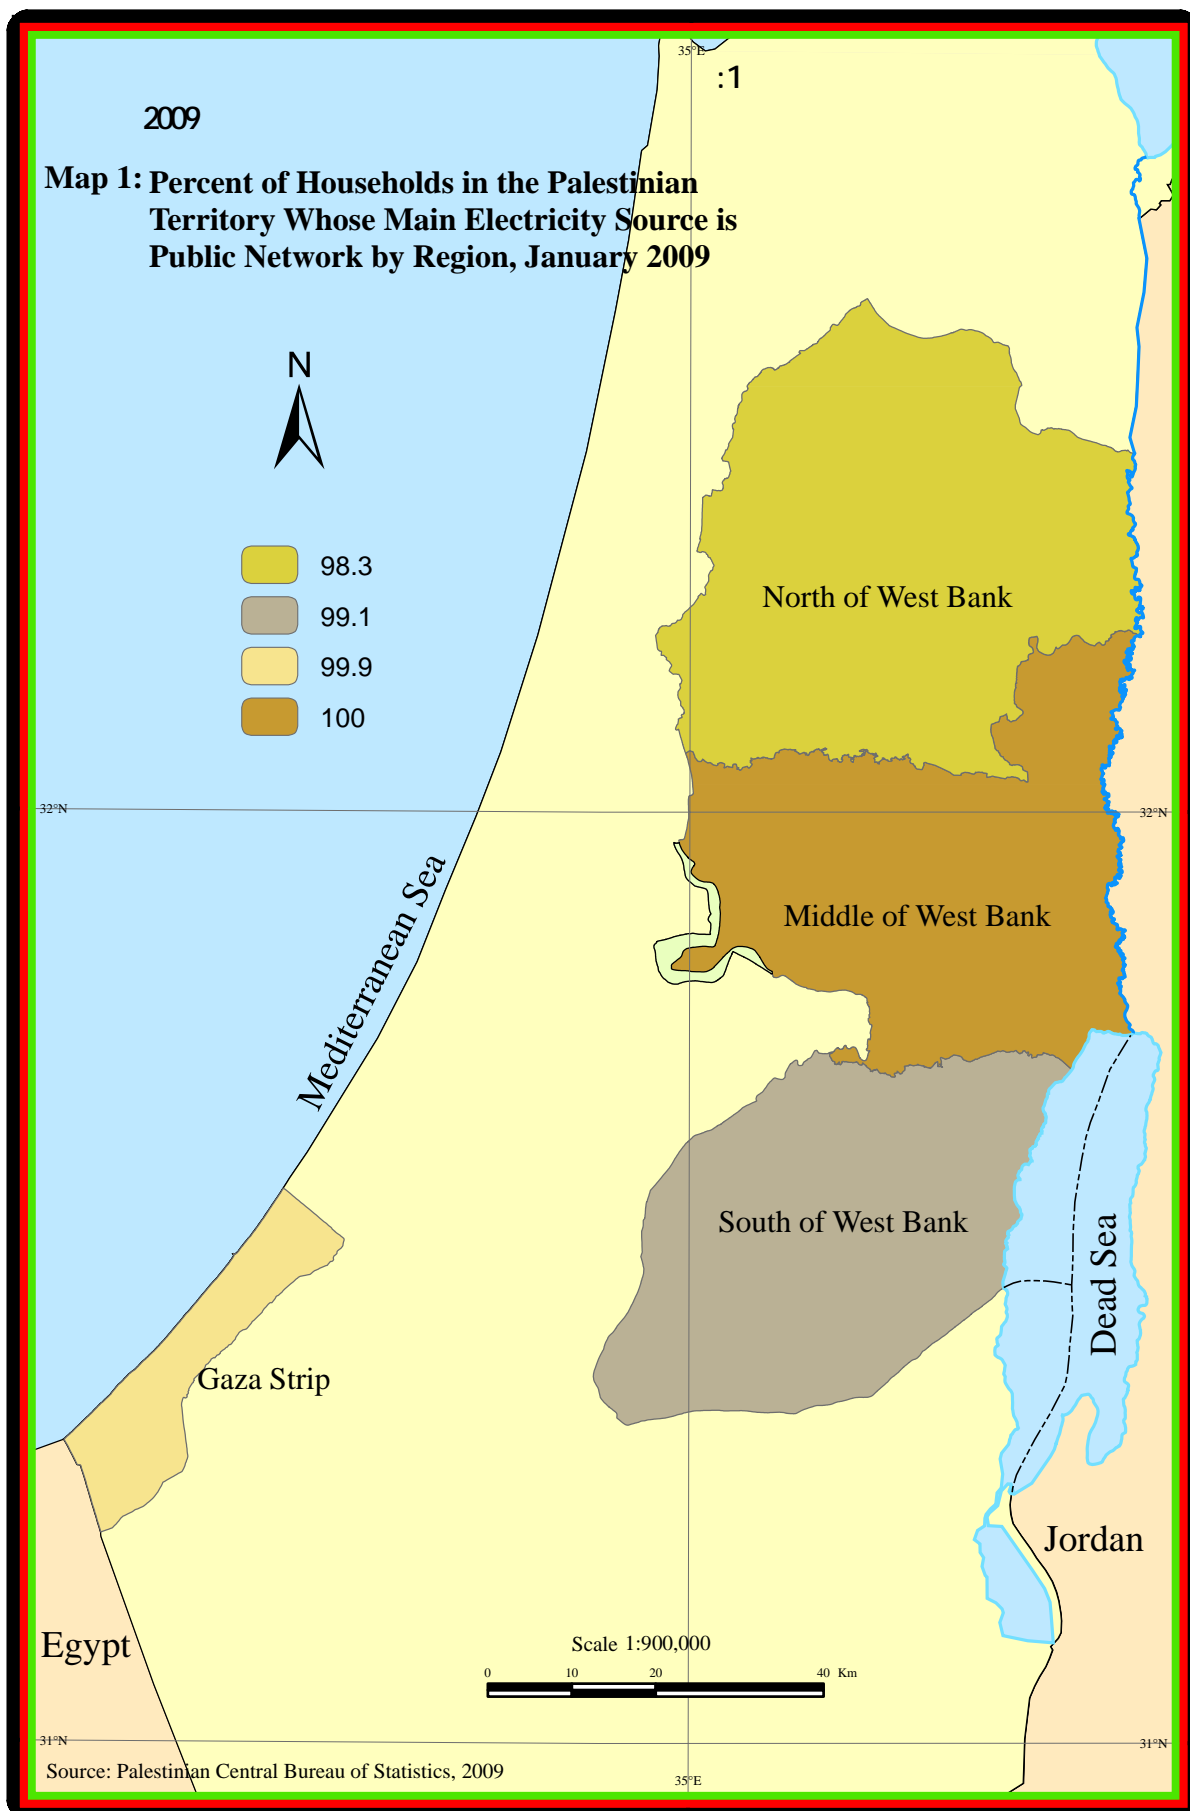 35°E
:1
2009
Map 1: Percent of Households in the Palestinian
Territory Whose Main Electricity Source is
Public Network by Region, January 2009
N
98.3
99.1
99.9
100
North of West Bank
32°N
32°N
Middle of West Bank
Mediterranean Sea
South of West Bank
Dead Sea
Gaza Strip
Jordan
Egypt
Scale 1:900,000
0 10 20 40 Km
31°N
31°N
Source: Palestinian Central Bureau of Statistics, 2009
35°E